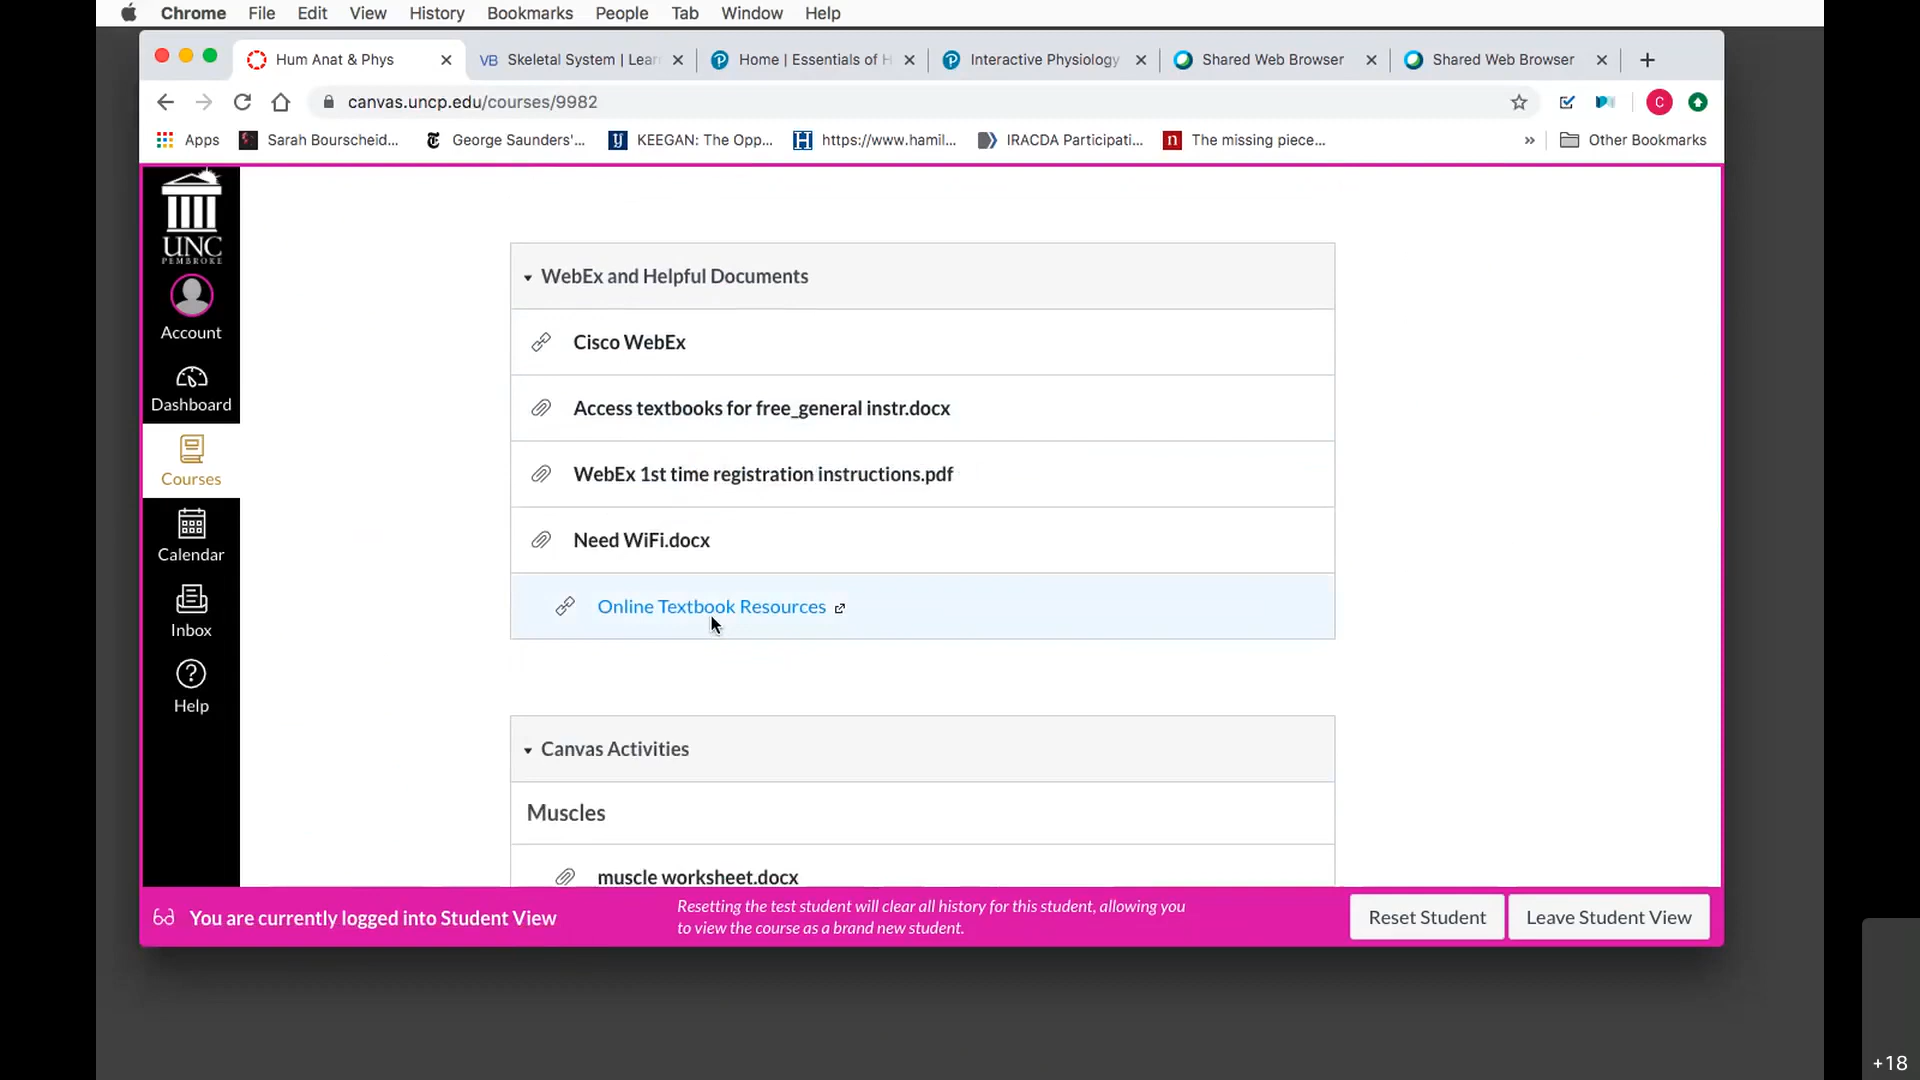 Chrome File Edit View History Bookmarks People Tab Window Help
Hum Anat & Phys
VB Skeletal System | Lear
Home | Essentials of H
Interactive Physiology
Shared Web Browser
Shared Web Browser
canvas.uncp.edu/courses/9982
C
Apps
Sarah Bourscheid...
George Saunders'...
KEEGAN: The Opp...
H https://www.hamil...
IRACDA Participati...
n The missing piece...
» Other Bookmarks
UNC
PEMBROKE
Account
Dashboard
Courses
Calendar
Inbox
Help
WebEx and Helpful Documents
Cisco WebEx
Access textbooks for free_general instr.docx
WebEx 1st time registration instructions.pdf
Need WiFi.docx
Online Textbook Resources
Canvas Activities
Muscles
muscle worksheet.docx
You are currently logged into Student View
Resetting the test student will clear all history for this student, allowing you
to view the course as a brand new student.
Reset Student
Leave Student View
+18